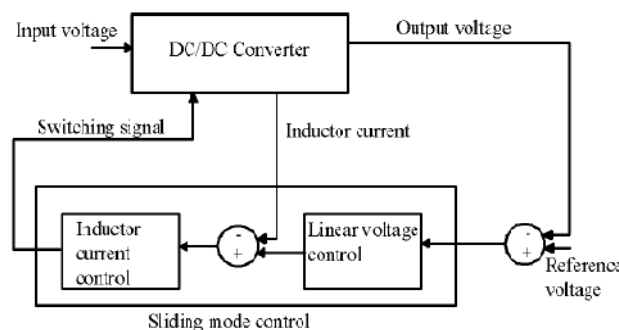 Input voltage
DC/DC Converter
Output voltage
Switching signal
Inductor current
Inductor
current
control
-
+
Linear voltage
control
-
+
Reference
voltage
Sliding mode control